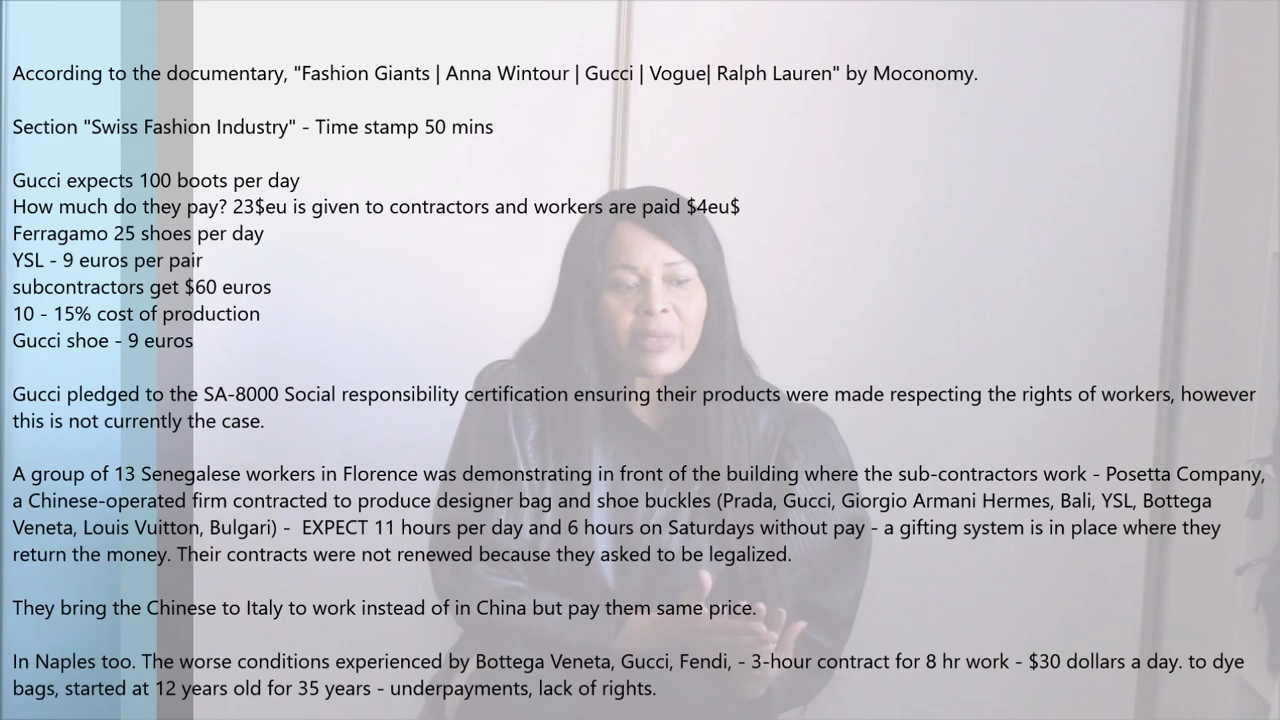 According to the documentary, "Fashion Giants | Anna Wintour | Gucci | Vogue| Ralph Lauren" by Moconomy.
Section "Swiss Fashion Industry" - Time stamp 50 mins
Gucci expects 100 boots per day
How much do they pay? 23$eu is given to contractors and workers are paid $4eu$
Ferragamo 25 shoes per day
YSL - 9 euros per pair
subcontractors get $60 euros
10 - 15% cost of production
Gucci shoe - 9 euros
Gucci pledged to the SA-8000 Social responsibility certification ensuring their products were made respecting the rights of workers, however
this is not currently the case.
A group of 13 Senegalese workers in Florence was demonstrating in front of the building where the sub-contractors work - Posetta Company,
a Chinese-operated firm contracted to produce designer bag and shoe buckles (Prada, Gucci, Giorgio Armani Hermes, Bali, YSL, Bottega
Veneta, Louis Vuitton, Bulgari) -  EXPECT 11 hours per day and 6 hours on Saturdays without pay - a gifting system is in place where they
return the money. Their contracts were not renewed because they asked to be legalized.
They bring the Chinese to Italy to work instead of in China but pay them same price.
In Naples too. The worse conditions experienced by Bottega Veneta, Gucci, Fendi, - 3-hour contract for 8 hr work - $30 dollars a day. to dye
bags, started at 12 years old for 35 years - underpayments, lack of rights.